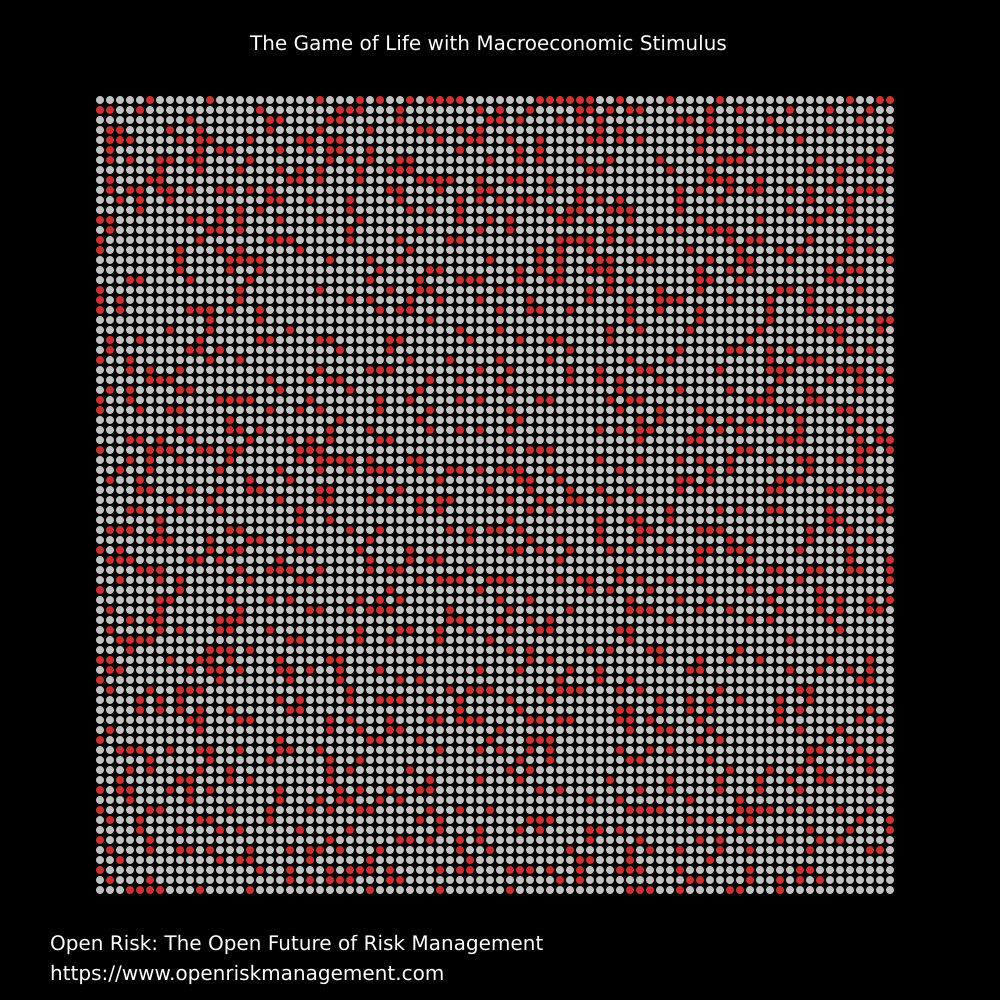 The Game of Life with Macroeconomic Stimulus
Open Risk: The Open Future of Risk Management
https://www.openriskmanagement.com